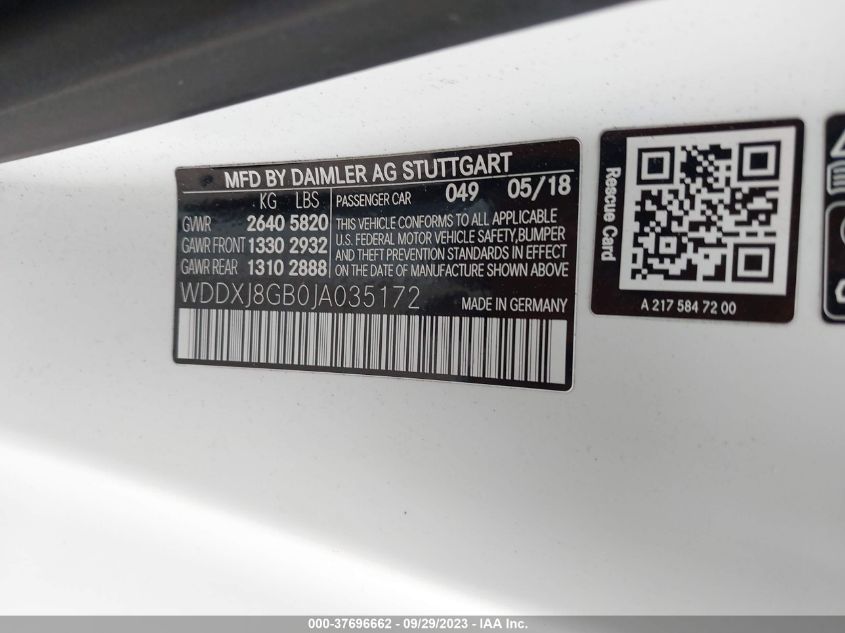 MFD BY DAIMLER AG STUTTGART
KG LBS
GVWR 2640 5820
GAWR FRONT 1330 2932
GAWR REAR 1310 2888
PASSENGER CAR 049 05/18
THIS VEHICLE CONFORMS TO ALL APPLICABLE
U.S. FEDERAL MOTOR VEHICLE SAFETY,BUMPER
AND THEFT PREVENTION STANDARDS IN EFFECT
ON THE DATE OF MANUFACTURE SHOWN ABOVE
WDDXJ8GB0JA035172 MADE IN GERMANY
Rescue Card
A 217 584 72 00
000-37696662 - 09/29/2023 - IAA Inc.